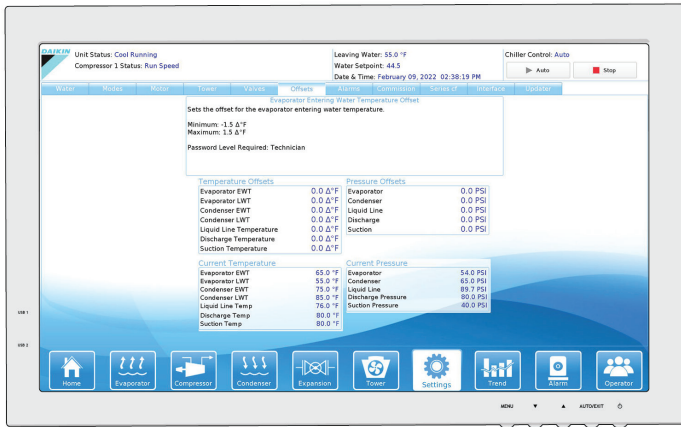 DAIKIN
Unit Status: Cool Running
Compressor 1 Status: Run Speed
Leaving Water: 55.0 °F
Water Setpoint: 44.5
Date & Time: February 09, 2022 02:38:19 PM
Chiller Control: Auto
Auto
Stop
Water Modes Motor Tower Valves Offsets Alarms Commission Series cf Interface Updater
Evaporator Entering Water Temperature Offset
Sets the offset for the evaporator entering water temperature.
Minimum: -1.5 Δ°F
Maximum: 1.5 Δ°F
Password Level Required: Technician
Temperature Offsets
Evaporator EWT 0.0 Δ°F
Evaporator LWT 0.0 Δ°F
Condenser EWT 0.0 Δ°F
Condenser LWT 0.0 Δ°F
Liquid Line Temperature 0.0 Δ°F
Discharge Temperature 0.0 Δ°F
Suction Temperature 0.0 Δ°F
Pressure Offsets
Evaporator 0.0 PSI
Condenser 0.0 PSI
Liquid Line 0.0 PSI
Discharge 0.0 PSI
Suction 0.0 PSI
Current Temperature
Evaporator EWT 65.0 °F
Evaporator LWT 55.0 °F
Condenser EWT 75.0 °F
Condenser LWT 85.0 °F
Liquid Line Temp 76.0 °F
Discharge Temp 80.0 °F
Suction Temp 80.0 °F
Current Pressure
Evaporator 54.0 PSI
Condenser 65.0 PSI
Liquid Line 89.7 PSI
Discharge Pressure 80.0 PSI
Suction Pressure 40.0 PSI
USB 1
USB 2
Home Evaporator Compressor Condenser Expansion Tower Settings Trend Alarm Operator
MENU ▼ ▲ AUTO/EXIT